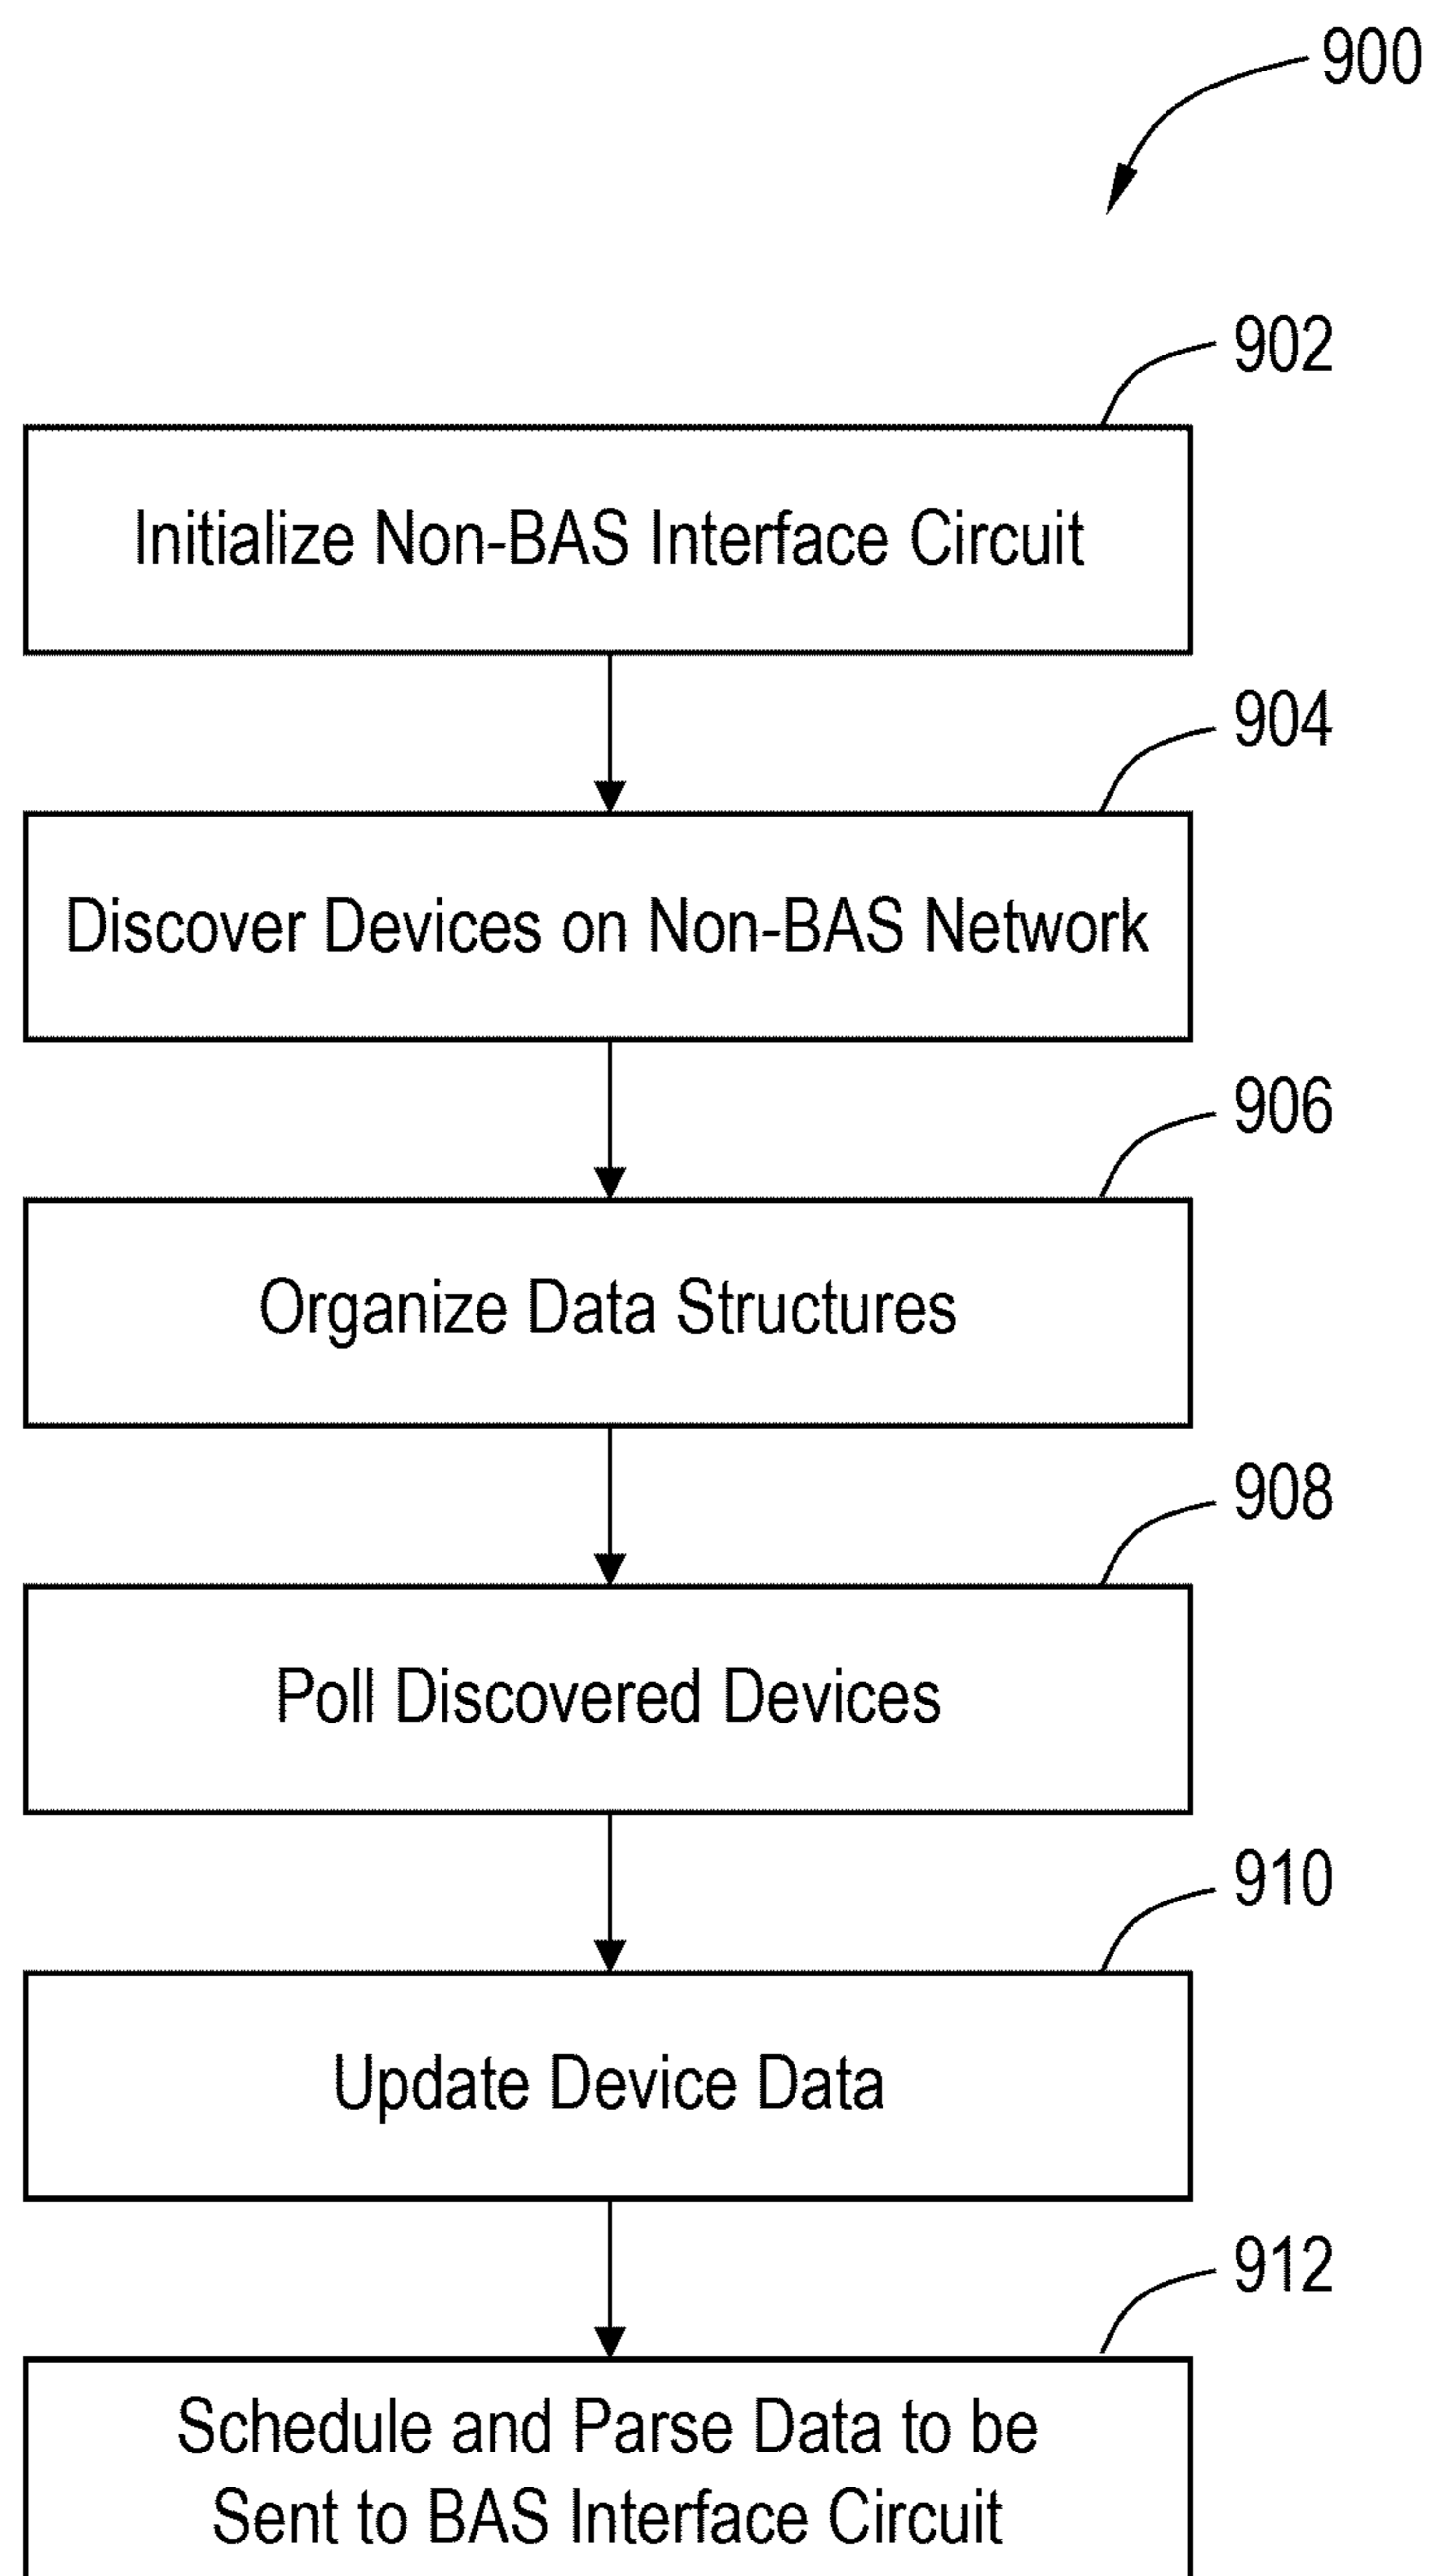 900
902
Initialize Non-BAS Interface Circuit
904
Discover Devices on Non-BAS Network
906
Organize Data Structures
908
Poll Discovered Devices
910
Update Device Data
912
Schedule and Parse Data to be
Sent to BAS Interface Circuit